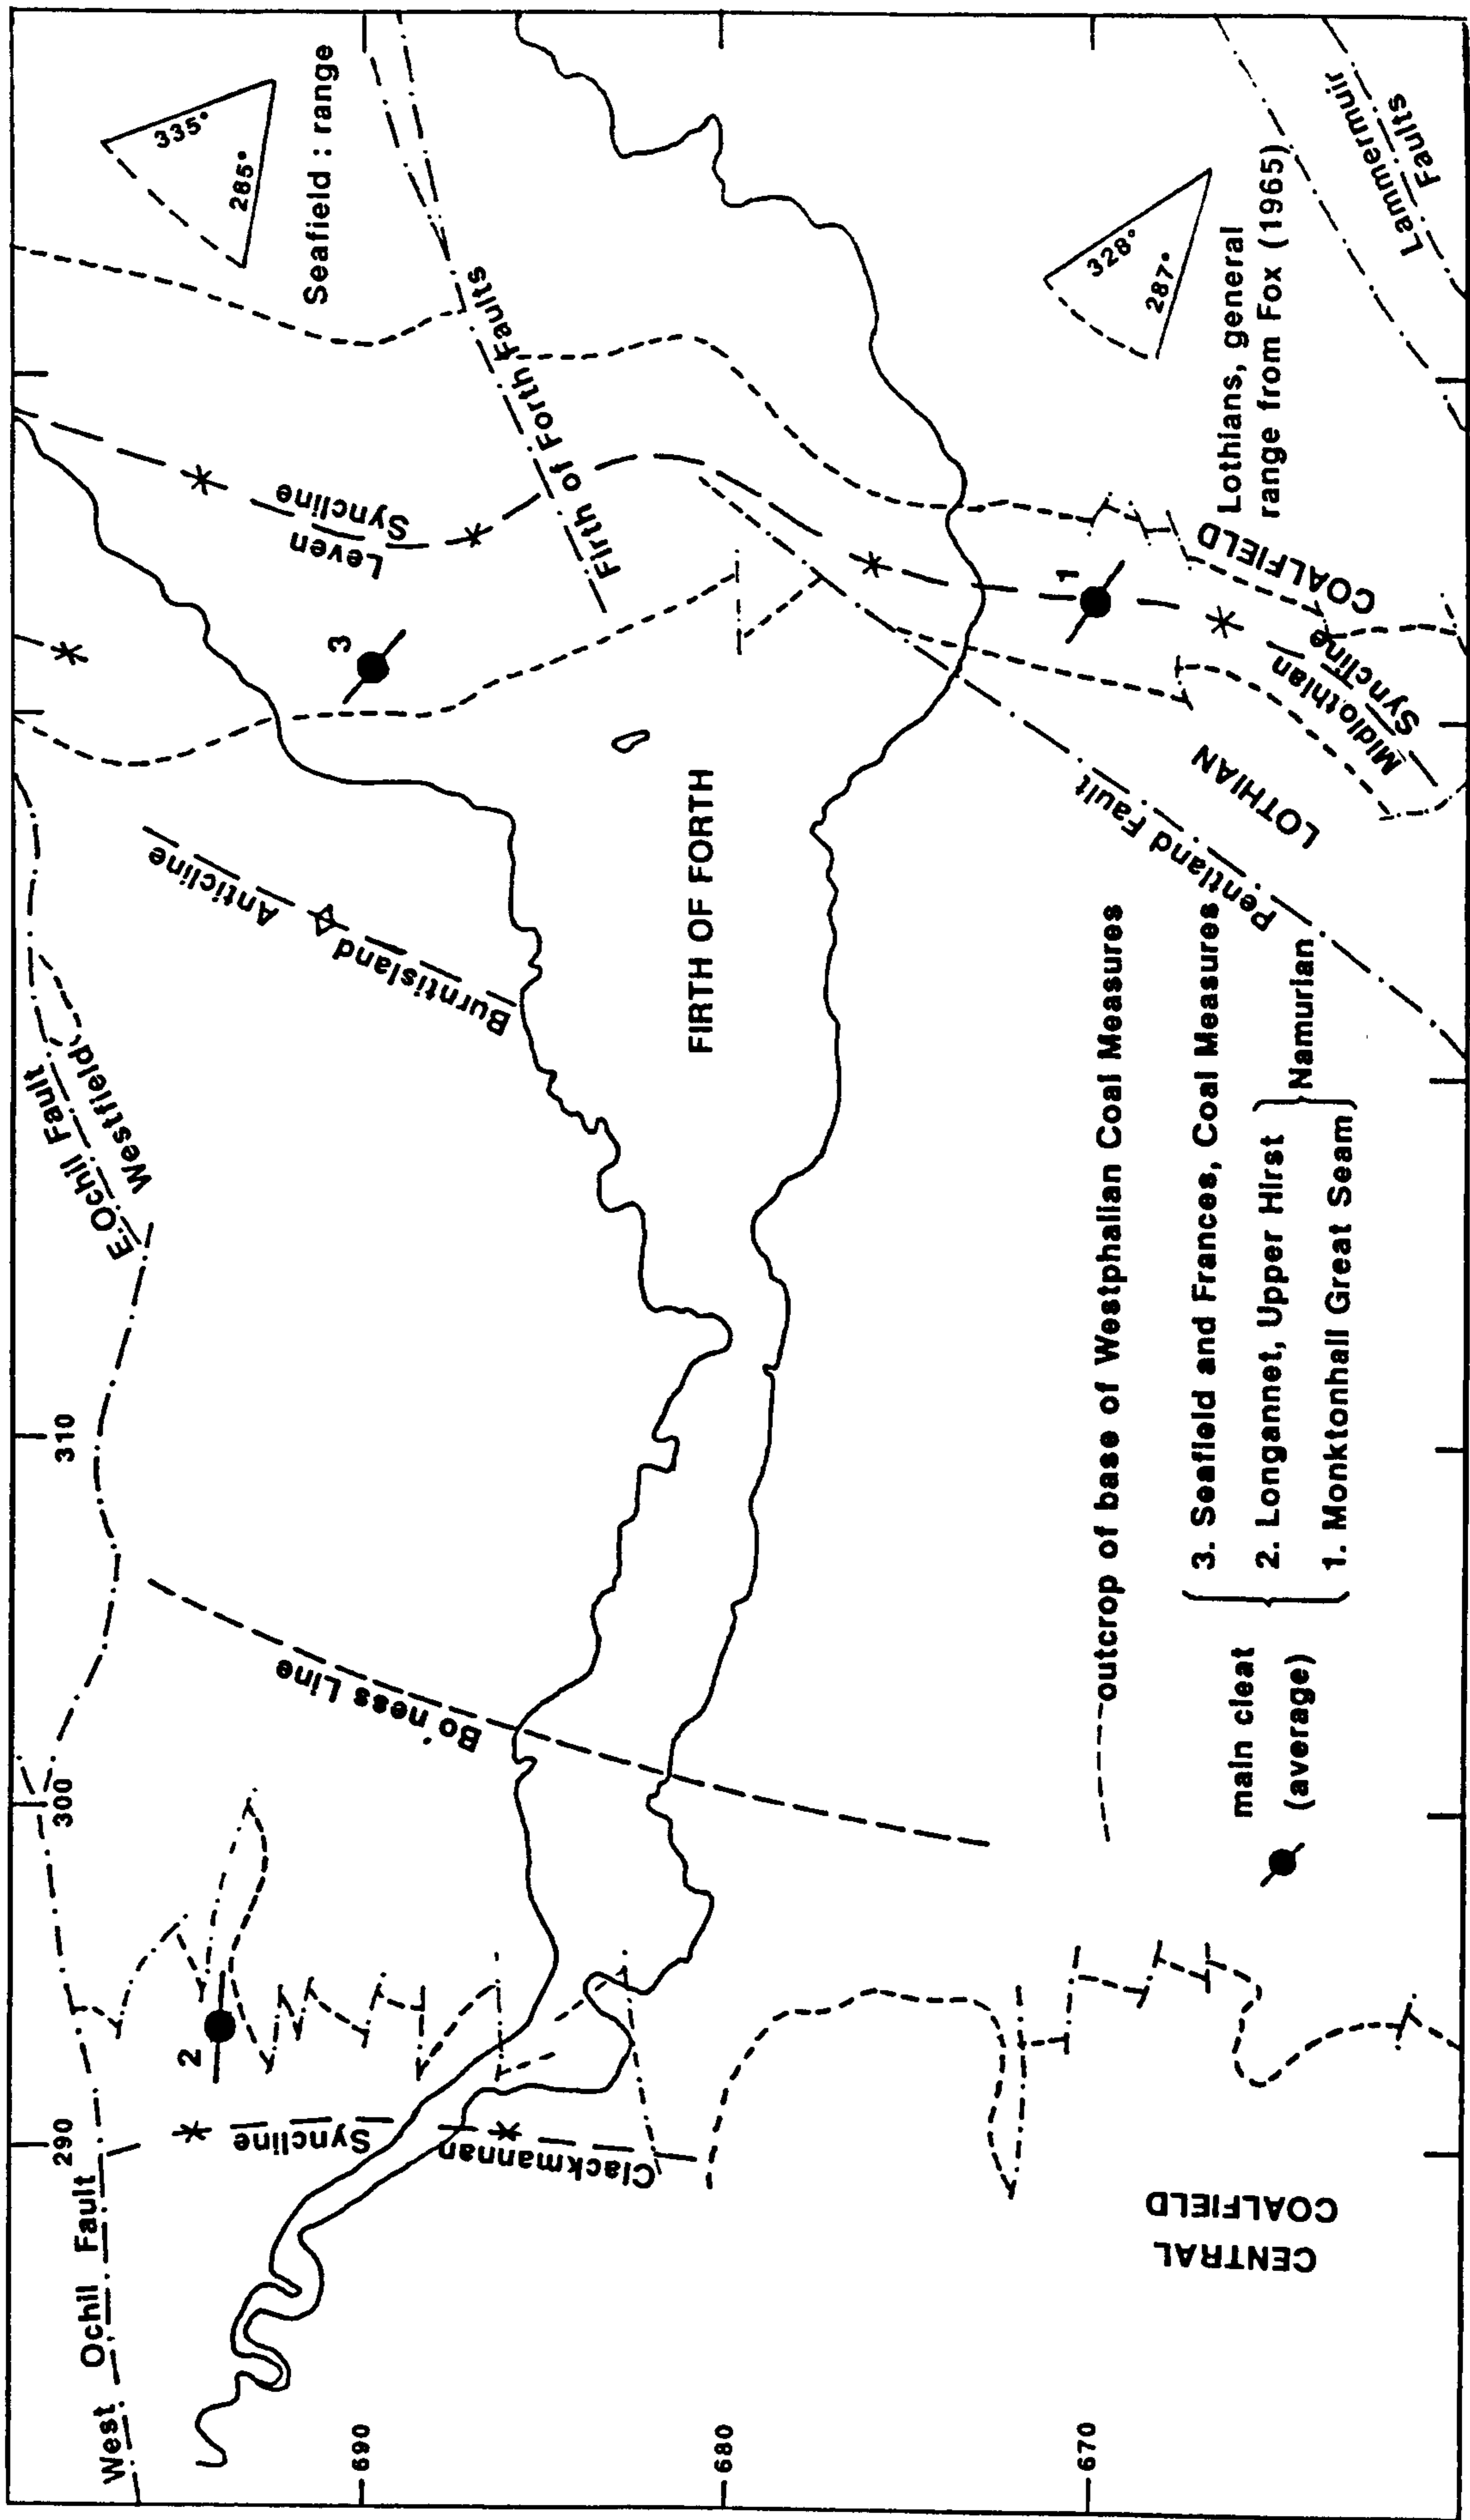 West Ochil Fault
290
300
310
E. Ochil Fault
Westfield
2
Syncline
Clackmannan
Bo'ness Line
Burntisland
Anticline
3
Leven
Syncline
335°
285°
Seafield : range
Firth of Forth Faults
FIRTH OF FORTH
690
680
670
CENTRAL
COALFIELD
outcrop of base of Westphalian Coal Measures
main cleat
(average)
3. Seafield and Frances, Coal Measures
2. Longannet, Upper Hirst
1. Monktonhall Great Seam
Namurian
Pentland Fault
LOTHIAN
COALFIELD
Midlothian
Syncline
1
328°
287°
Lothians, general
range from Fox (1965)
Lammermuir
Faults